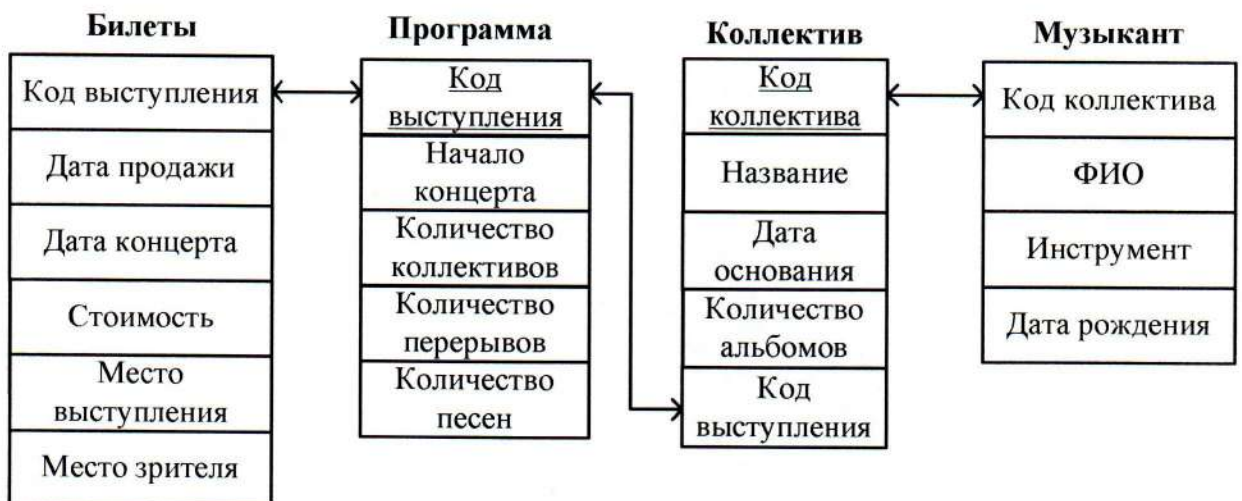 Билеты
Код выступления
Дата продажи
Дата концерта
Стоимость
Место
выступления
Место зрителя
Программа
Код
выступления
Начало
концерта
Количество
коллективов
Количество
перерывов
Количество
песен
Коллектив
Код
коллектива
Название
Дата
основания
Количество
альбомов
Код
выступления
Музыкант
Код коллектива
ФИО
Инструмент
Дата рождения